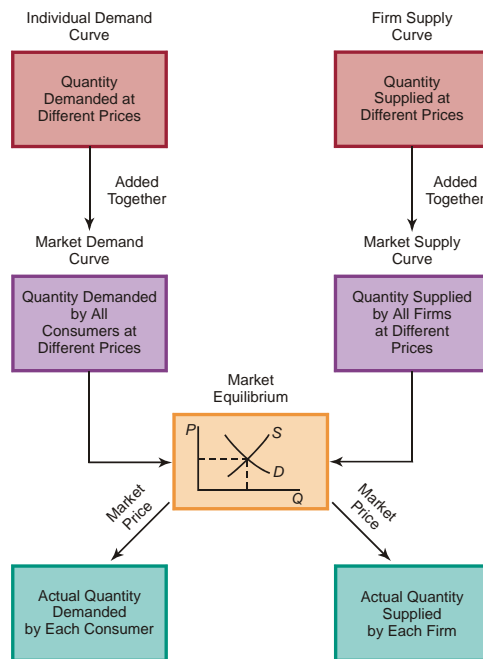 Individual Demand
Curve
Quantity
Demanded at
Different Prices
Added
Together
Market Demand
Curve
Quantity Demanded
by All
Consumers at
Different Prices
Firm Supply
Curve
Quantity
Supplied at
Different Prices
Added
Together
Market Supply
Curve
Quantity Supplied
by All Firms
at Different
Prices
Market
Equilibrium
P
S
D
Q
Market
Price
Market
Price
Actual Quantity
Demanded
by Each Consumer
Actual Quantity
Supplied
by Each Firm